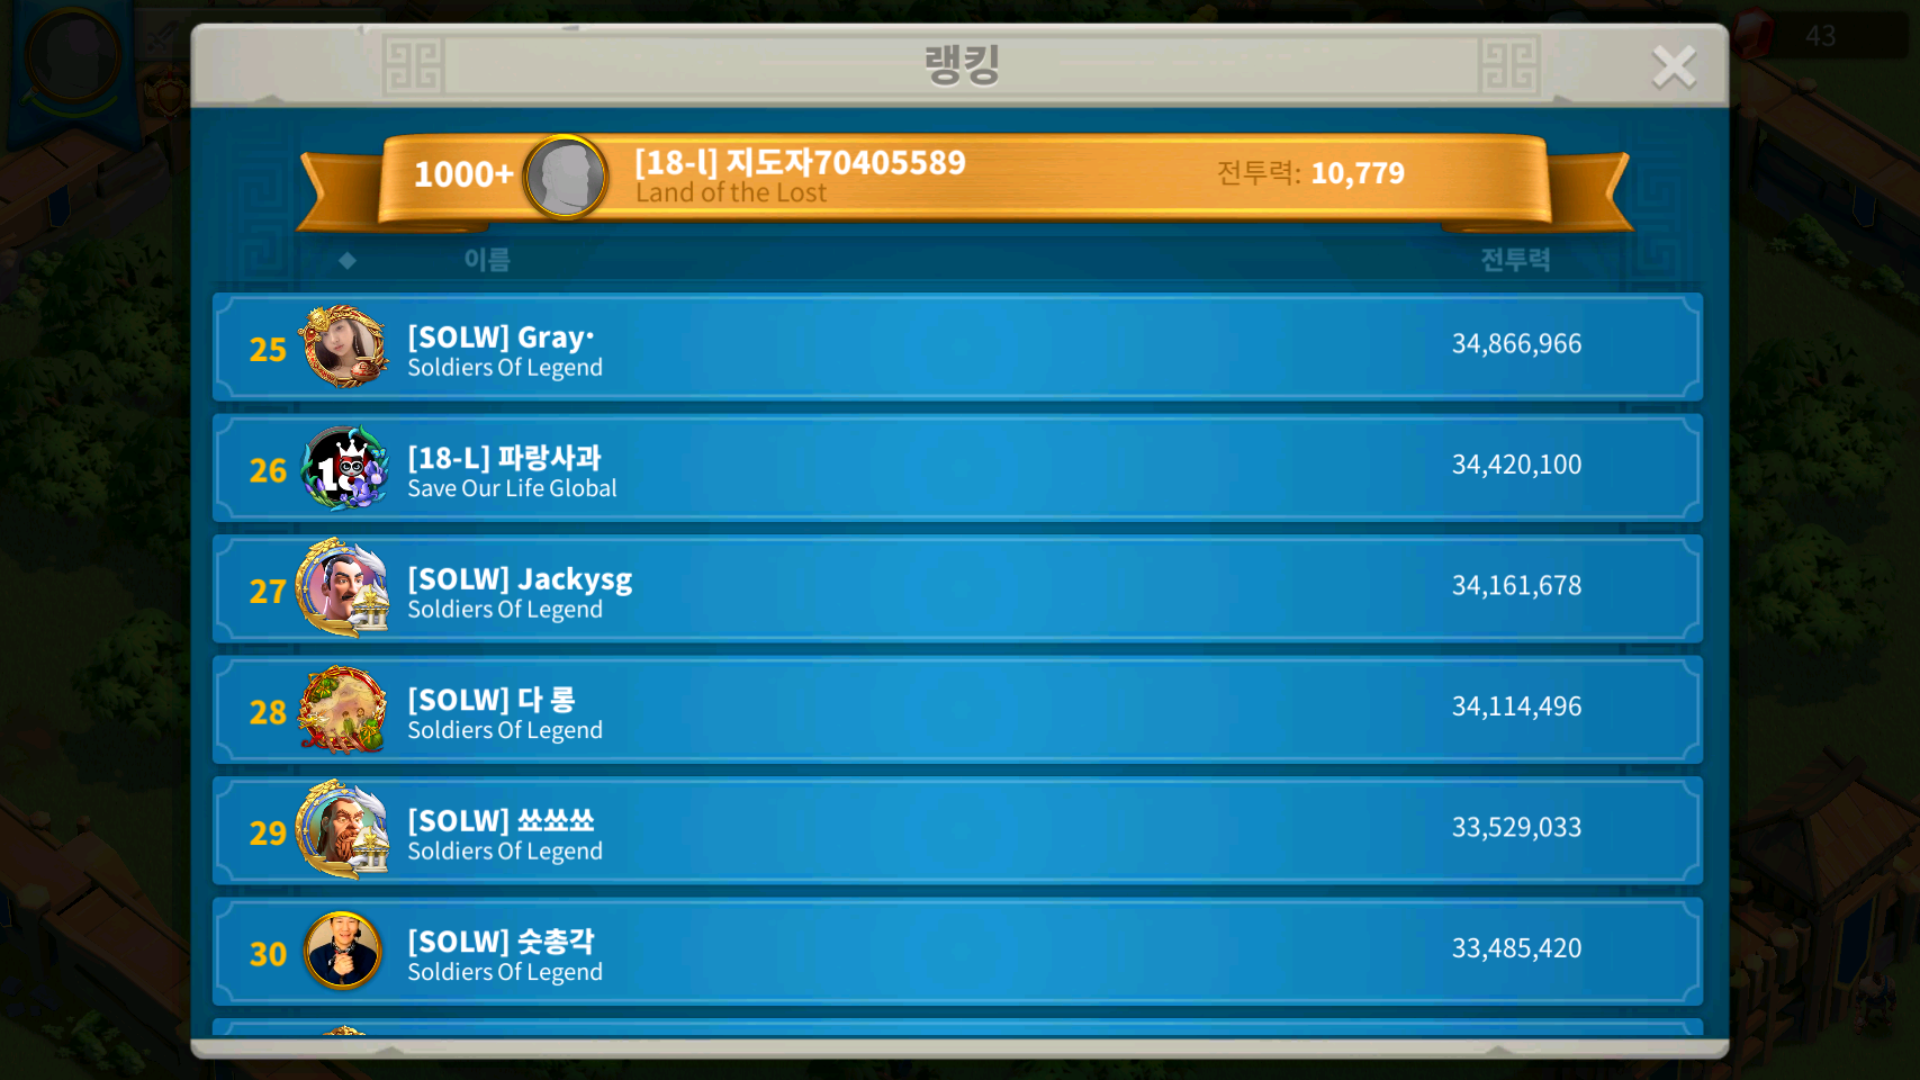 43
랭킹
1000+ [18-l] 지도자70405589 전투력: 10,779
Land of the Lost
이름 전투력
25 [SOLW] Gray· 34,866,966
Soldiers Of Legend
26 [18-L] 파랑사과 34,420,100
Save Our Life Global
27 [SOLW] Jackysg 34,161,678
Soldiers Of Legend
28 [SOLW] 다 롱 34,114,496
Soldiers Of Legend
29 [SOLW] 쑈쑈쑈 33,529,033
Soldiers Of Legend
30 [SOLW] 숫총각 33,485,420
Soldiers Of Legend